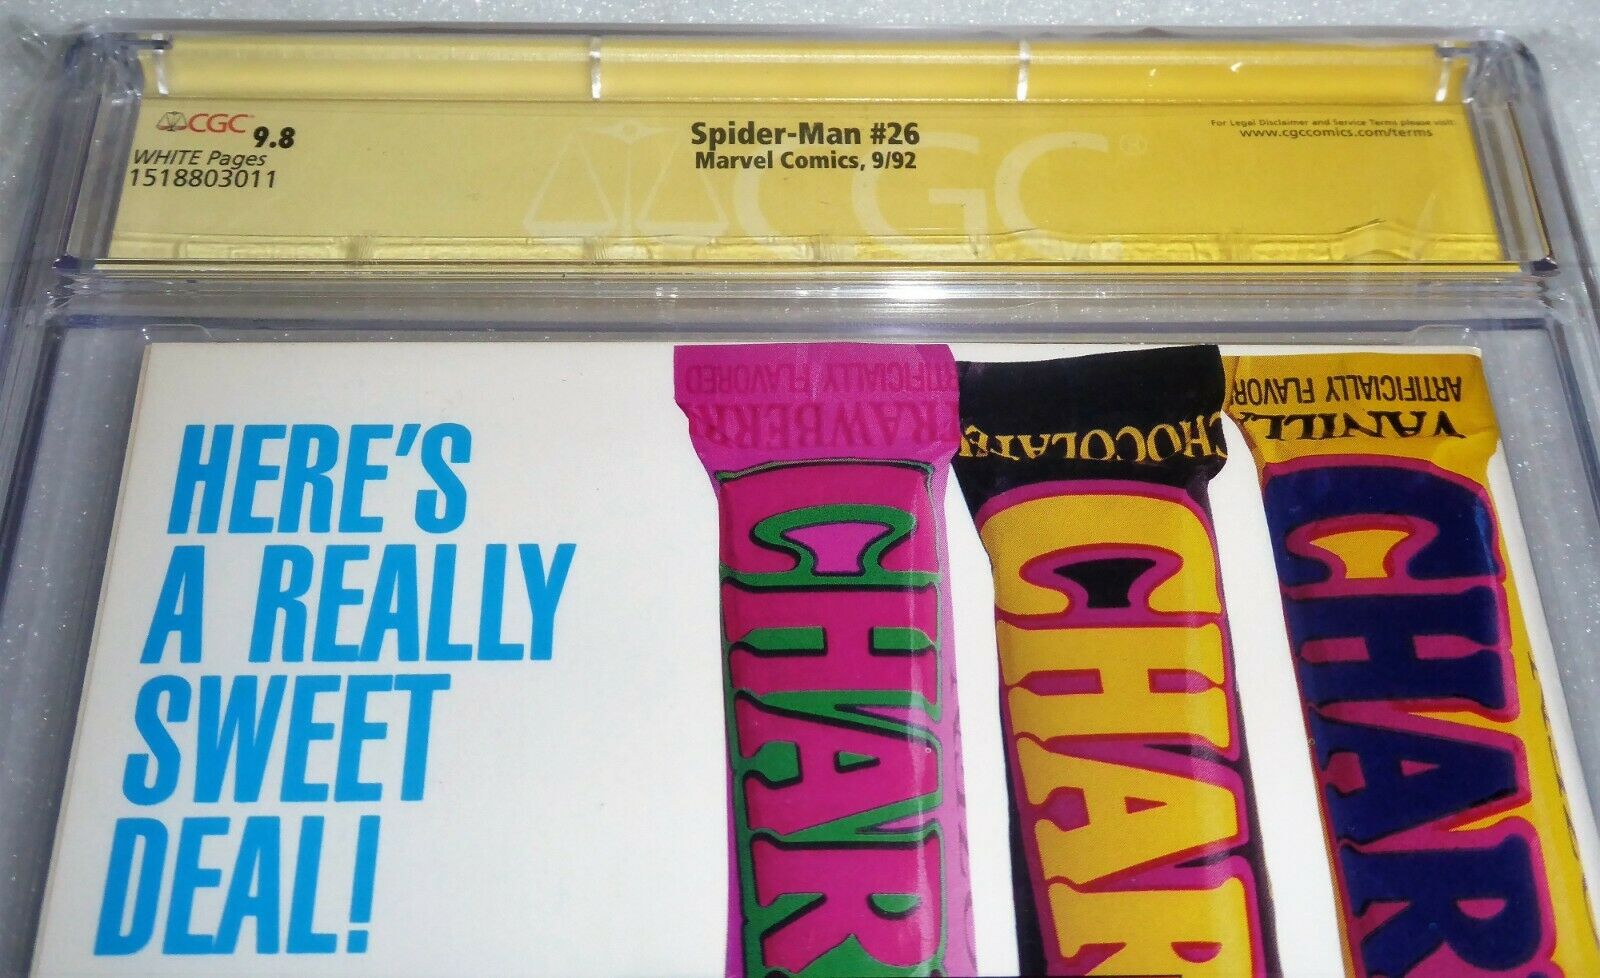 CGC 9.8
WHITE Pages
1518803011
Spider-Man #26
Marvel Comics, 9/92
For Legal Disclaimer and Service Terms please visit:
www.cgccomics.com/terms
CGC
HERE'S
A REALLY
SWEET
DEAL!
ARTIFICIALLY FLAVORED
RAWBERR
CHAR
CHOCOLATE
CHAR
ARTIFICIALLY FLAVOR
VANILL
CHAR